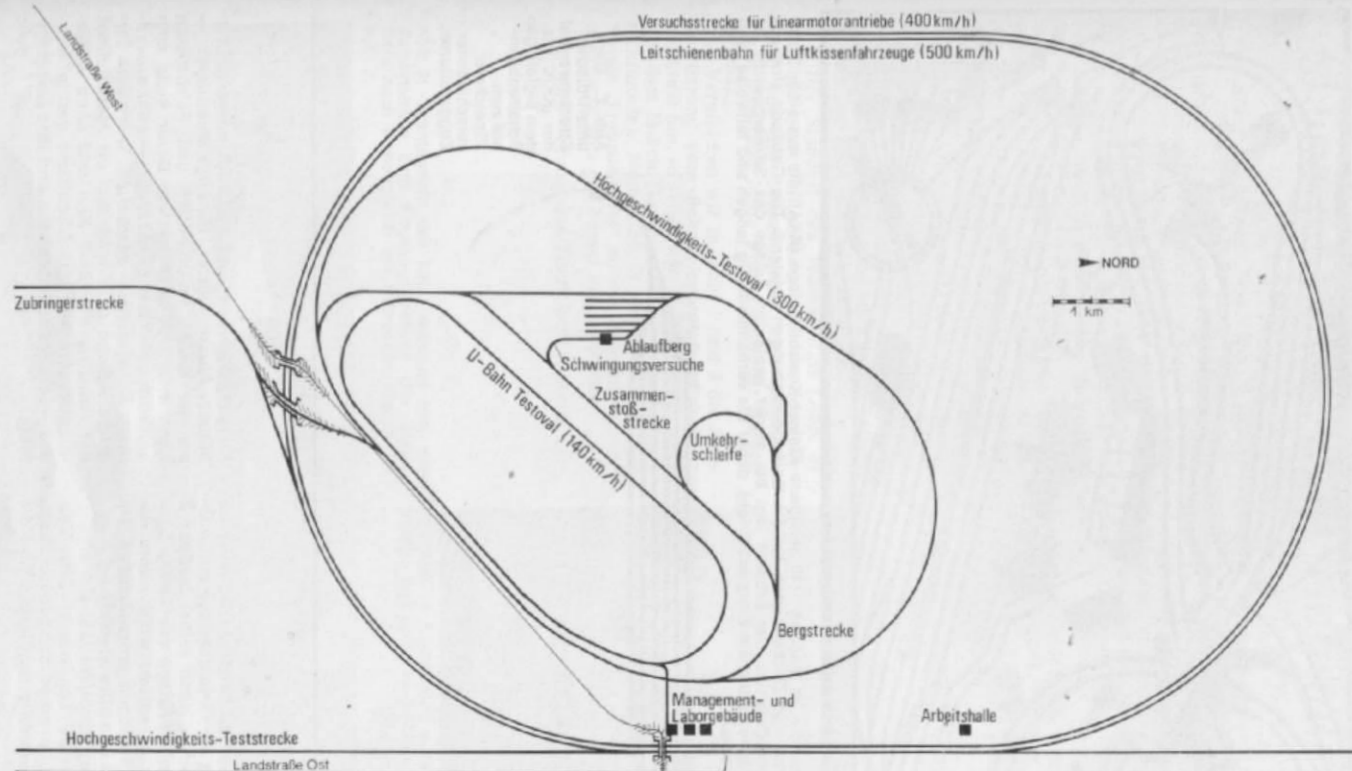 Versuchsstrecke für Linearmotorantriebe (400 km/h)
Leitschienenbahn für Luftkissenfahrzeuge (500 km/h)
Landstraße West
Hochgeschwindigkeits-Testoval (300 km/h)
NORD
1 km
Zubringerstrecke
Ablaufberg
Schwingungsversuche
Zusammen-
stoß-
strecke
U-Bahn Testoval (140 km/h)
Umkehr-
schleife
Bergstrecke
Management- und
Laborgebäude
Arbeitshalle
Hochgeschwindigkeits-Teststrecke
Landstraße Ost